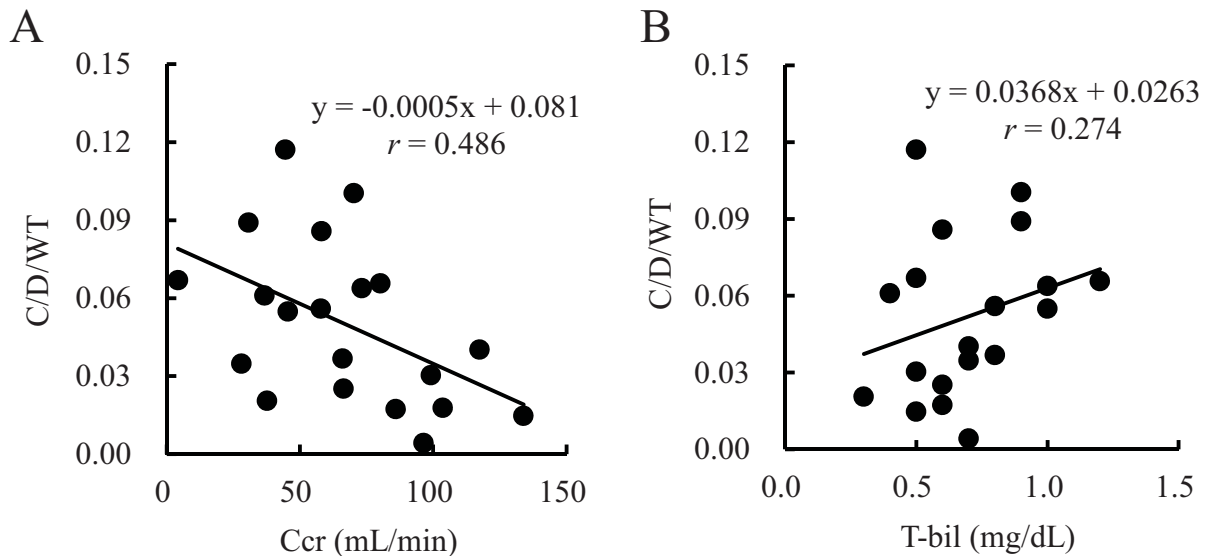 A
0.15
0.12
0.09
0.06
0.03
0.00
C/D/WT
y = -0.0005x + 0.081
r = 0.486
0 50 100 150
Ccr (mL/min)
B
0.15
0.12
0.09
0.06
0.03
0.00
C/D/WT
y = 0.0368x + 0.0263
r = 0.274
0.0 0.5 1.0 1.5
T-bil (mg/dL)